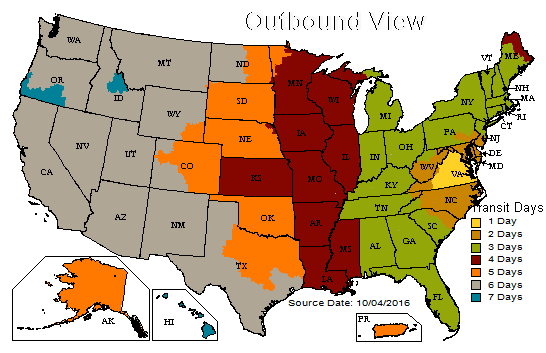 Outbound View
WA
MT
ND
MN
VT
ME
OR
ID
SD
WI
NH
MA
NY
WY
MI
RI
CT
IA
NE
PA
NJ
NV
UT
OH
IN
IL
DE
CO
WV
MD
CA
KS
MO
KY
VA
TN
NC
Transit Days
AZ
NM
OK
AR
SC
1 Day
MS
AL
GA
2 Days
TX
3 Days
LA
4 Days
FL
5 Days
Source Date: 10/04/2016
6 Days
7 Days
AK
HI
PR